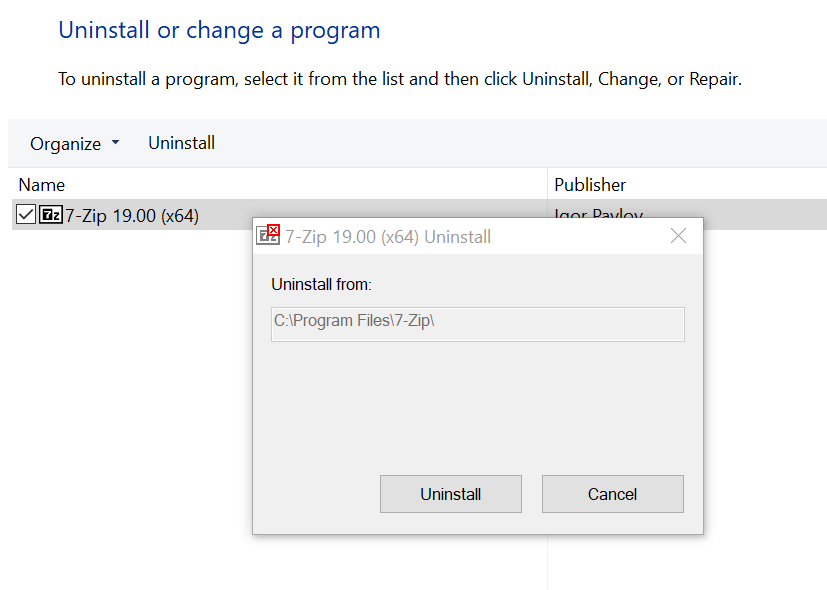 Uninstall or change a program
To uninstall a program, select it from the list and then click Uninstall, Change, or Repair.
Organize Uninstall
Name Publisher
7z 7-Zip 19.00 (x64) Igor Pavlov
7-Zip 19.00 (x64) Uninstall
Uninstall from:
C:\Program Files\7-Zip\
Uninstall Cancel